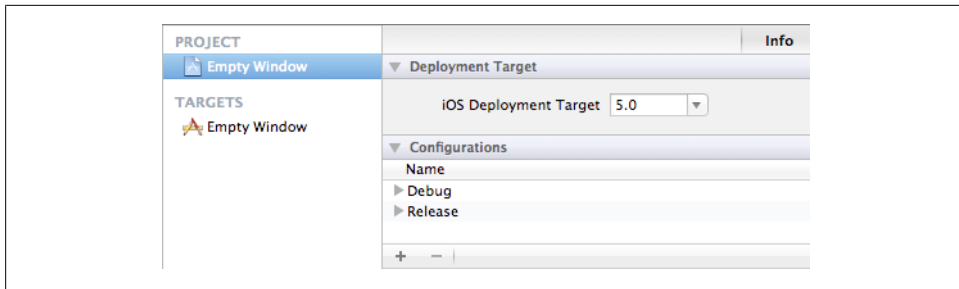 PROJECT
Empty Window
TARGETS
Empty Window
Info
Deployment Target
iOS Deployment Target 5.0
Configurations
Name
Debug
Release